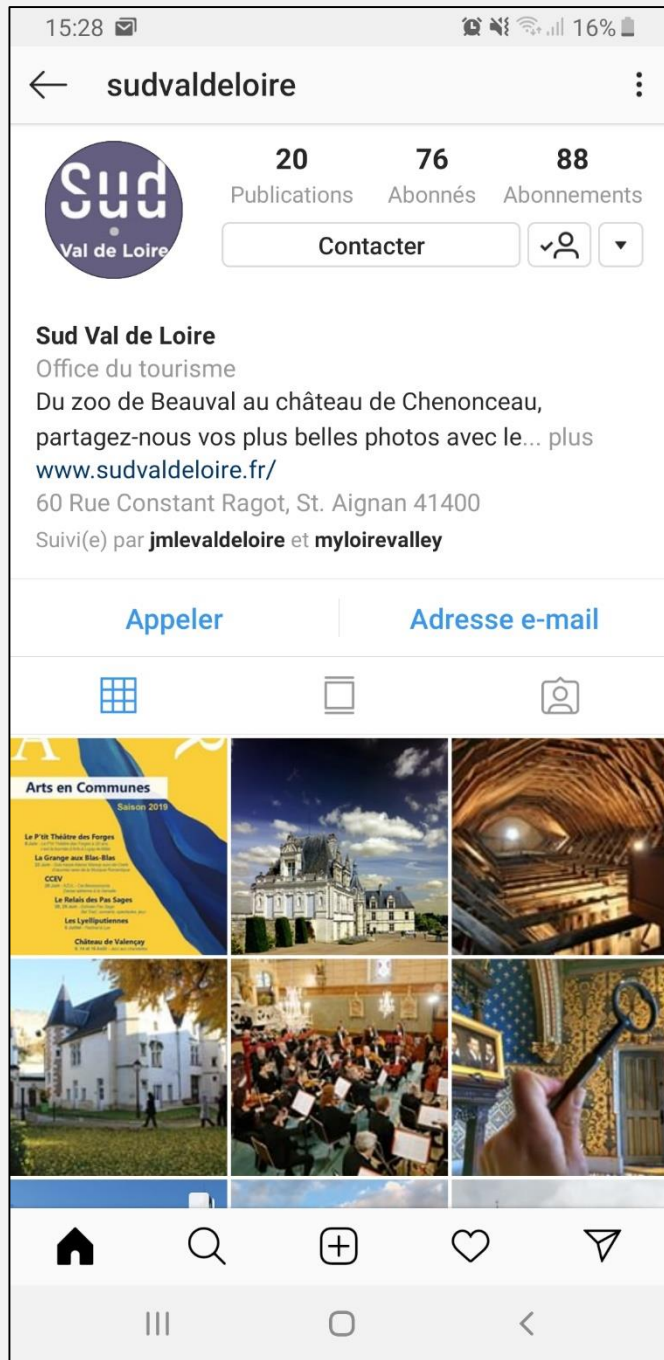 15:28
16%
sudvaldeloire
Sud
Val de Loire
20 76 88
Publications Abonnés Abonnements
Contacter
Sud Val de Loire
Office du tourisme
Du zoo de Beauval au château de Chenonceau,
partagez-nous vos plus belles photos avec le... plus
www.sudvaldeloire.fr/
60 Rue Constant Ragot, St. Aignan 41400
Suivi(e) par jmlevaldeloire et myloirevalley
Appeler Adresse e-mail
Arts en Communes
Saison 2019
Le P'tit Théâtre des Forges
La Grange aux Blas-Blas
CCEV
Le Relais des Pas Sages
Les Lyelliputiennes
Château de Valençay